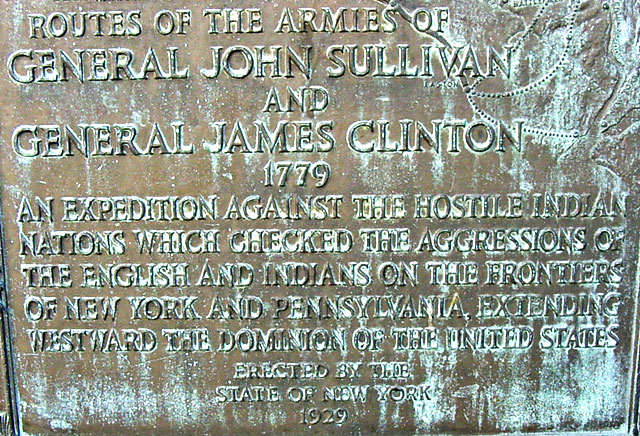 ROUTES OF THE ARMIES OF
GENERAL JOHN SULLIVAN
EASTON
AND
GENERAL JAMES CLINTON
1779
AN EXPEDITION AGAINST THE HOSTILE INDIAN
NATIONS WHICH CHECKED THE AGGRESSIONS OF
THE ENGLISH AND INDIANS ON THE FRONTIERS
OF NEW YORK AND PENNSYLVANIA, EXTENDING
WESTWARD THE DOMINION OF THE UNITED STATES
ERECTED BY THE
STATE OF NEW YORK
1929